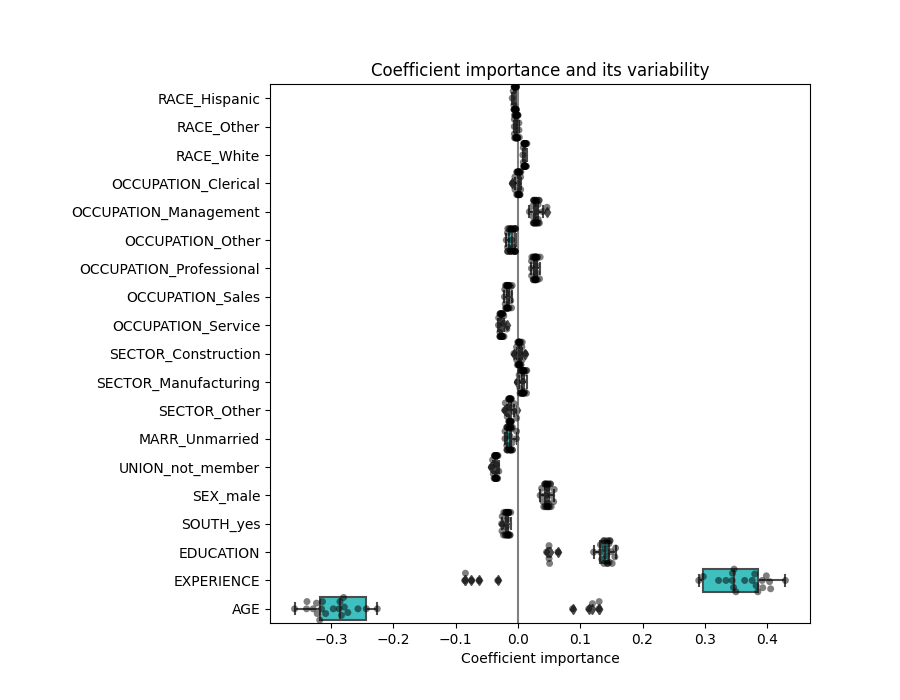 Coefficient importance and its variability
RACE_Hispanic
RACE_Other
RACE_White
OCCUPATION_Clerical
OCCUPATION_Management
OCCUPATION_Other
OCCUPATION_Professional
OCCUPATION_Sales
OCCUPATION_Service
SECTOR_Construction
SECTOR_Manufacturing
SECTOR_Other
MARR_Unmarried
UNION_not_member
SEX_male
SOUTH_yes
EDUCATION
EXPERIENCE
AGE
−0.3 −0.2 −0.1 0.0 0.1 0.2 0.3 0.4
Coefficient importance